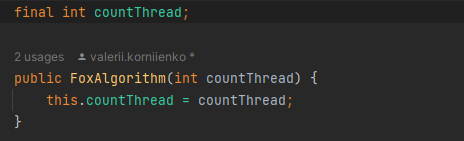 final int countThread;
2 usages valerii.korniienko *
public FoxAlgorithm(int countThread) {
this.countThread = countThread;
}